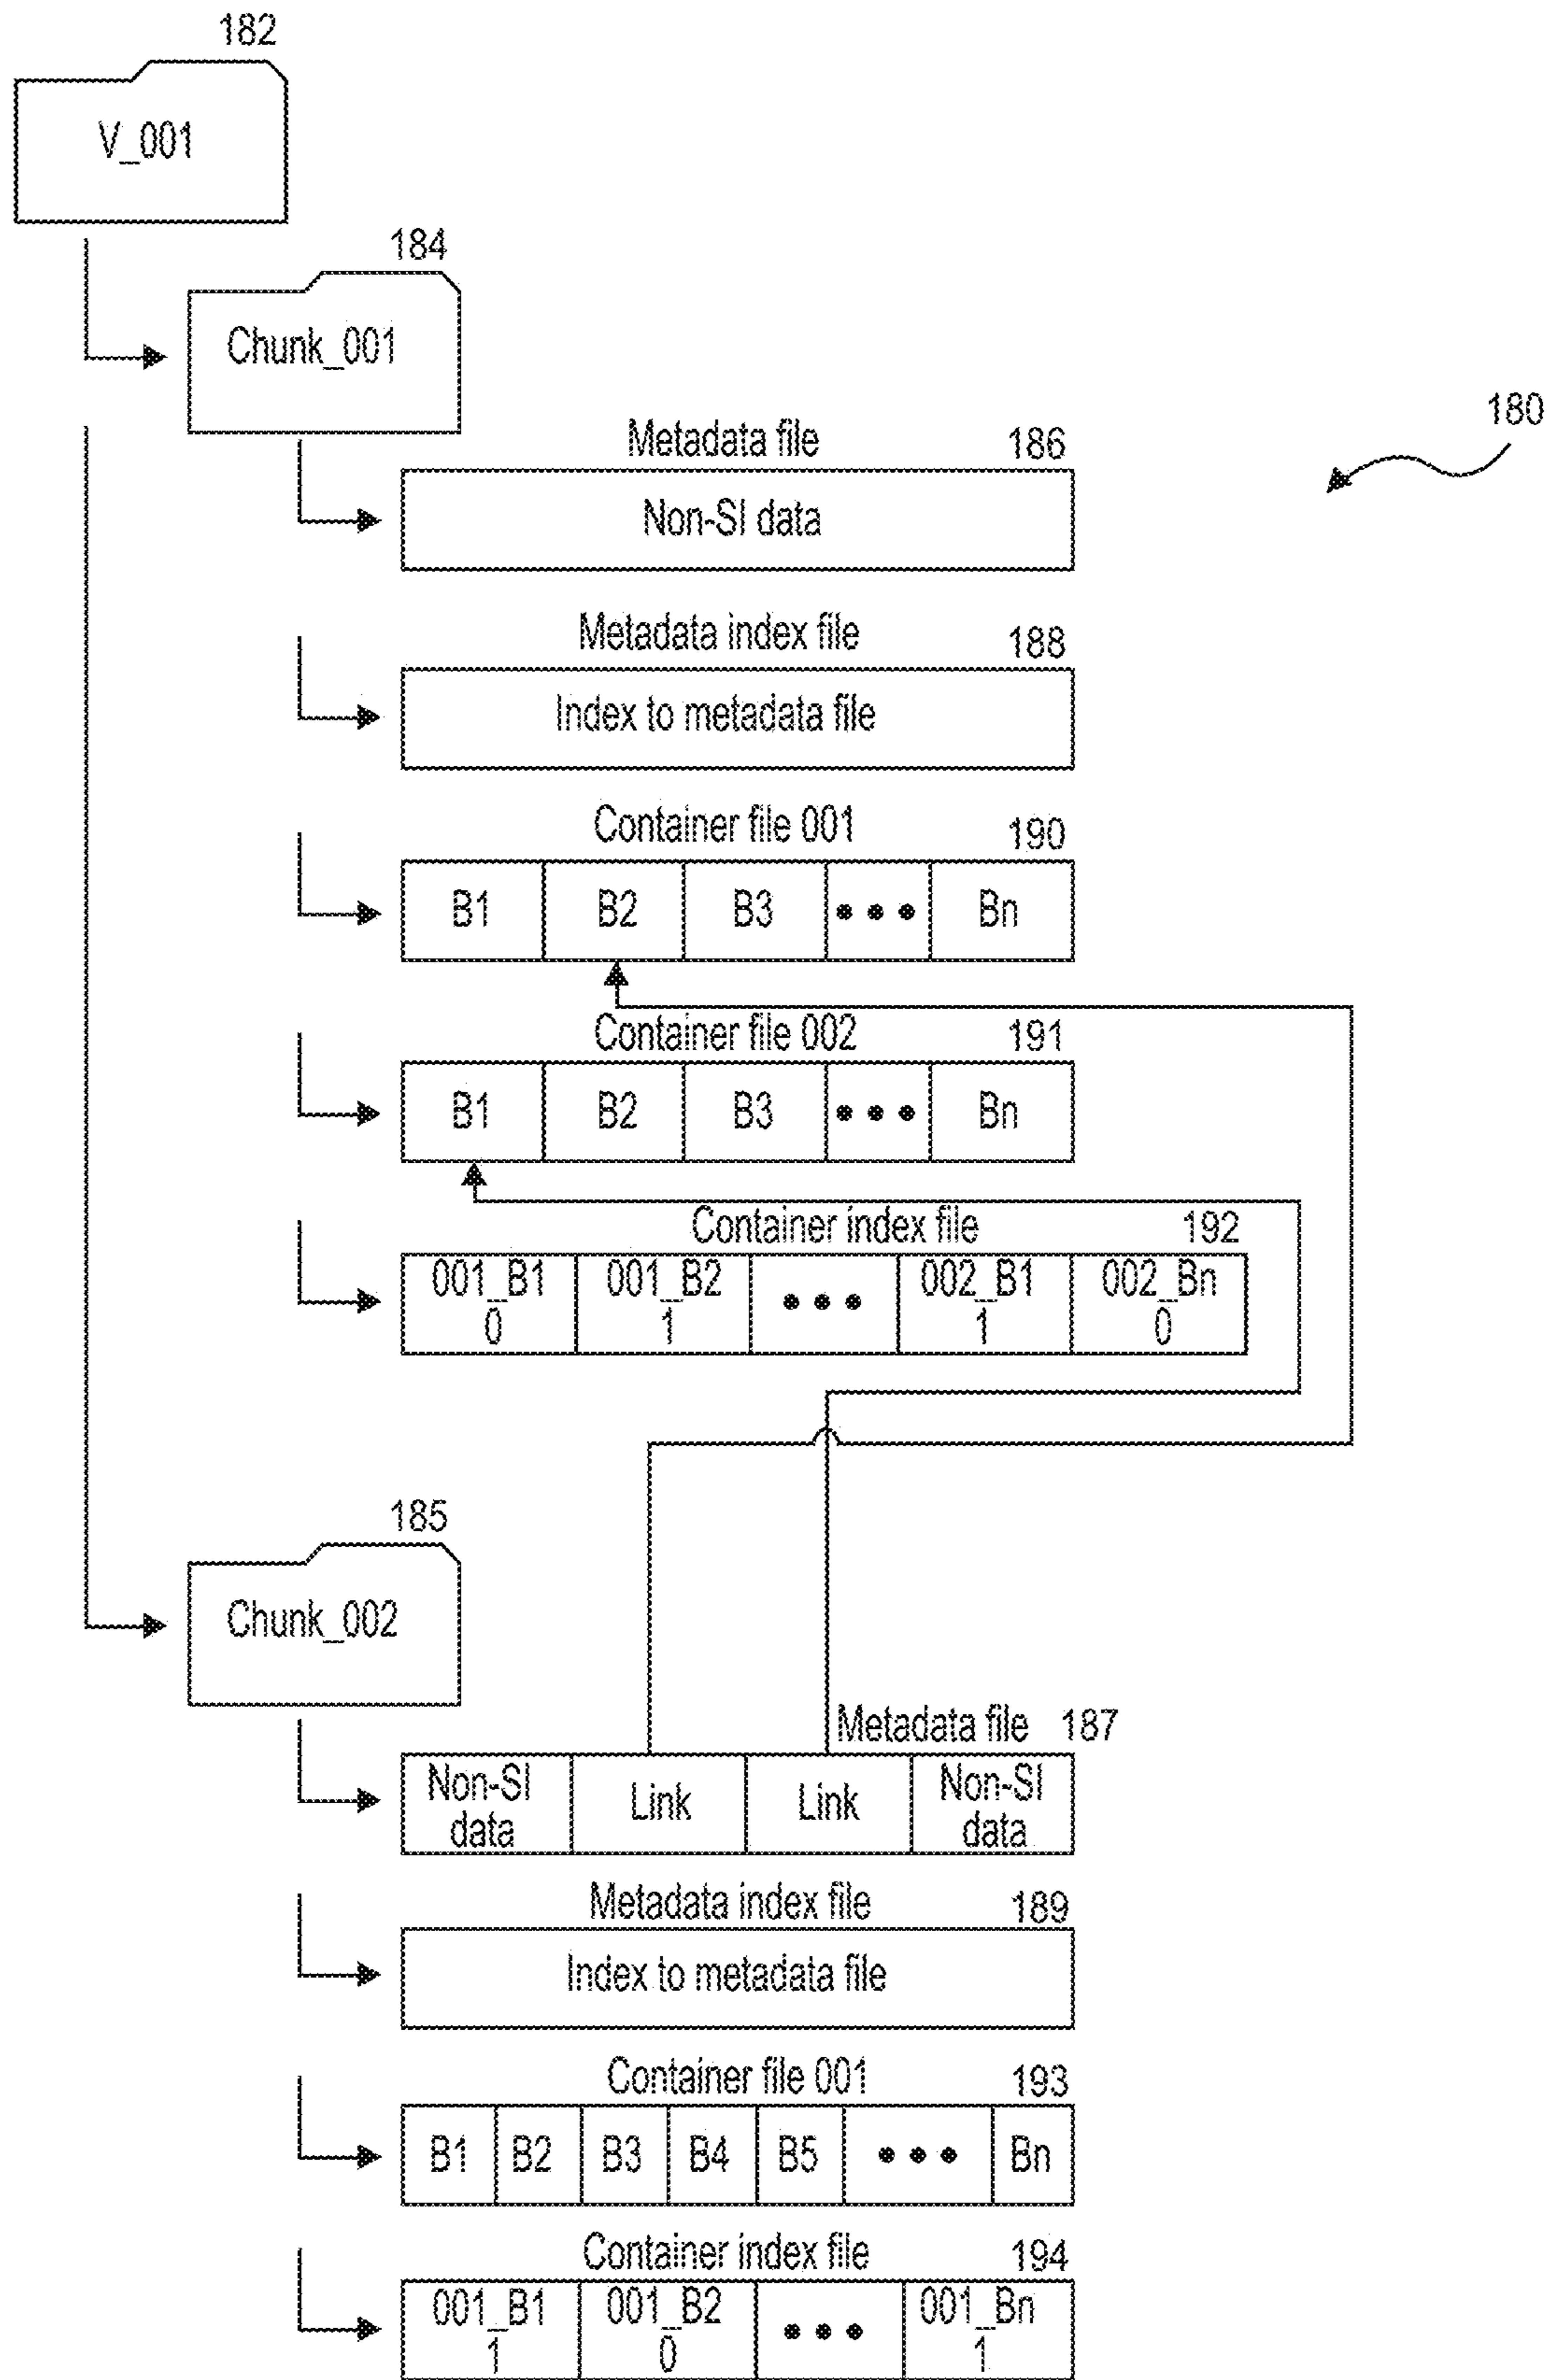 182
V_001
184
Chunk_001
180
Metadata file 186
Non-SI data
Metadata index file 188
Index to metadata file
Container file 001 190
B1 B2 B3 ••• Bn
Container file 002 191
B1 B2 B3 ••• Bn
Container index file 192
001_B1 001_B2 ••• 002_B1 002_Bn
0 1 1 0
185
Chunk_002
Metadata file 187
Non-SI Link Link Non-SI
data data
Metadata index file 189
Index to metadata file
Container file 001 193
B1 B2 B3 B4 B5 ••• Bn
Container index file 194
001_B1 001_B2 ••• 001_Bn
1 0 1